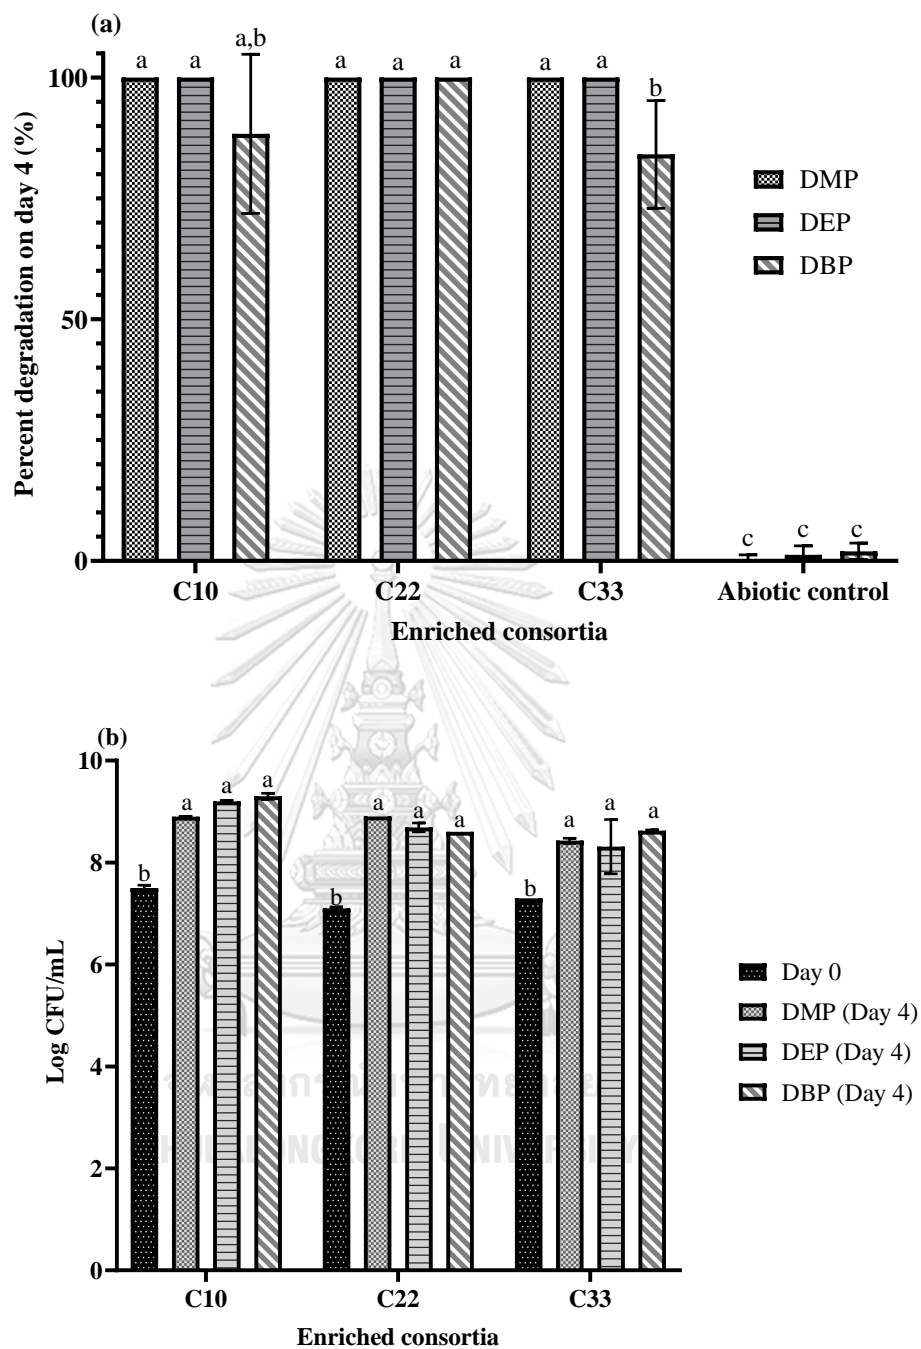 (a)
Percent degradation on day 4 (%)
100
50
0
a
a
a,b
a
a
a
a
a
b
c
c
c
DMP
DEP
DBP
C10
C22
C33
Abiotic control
Enriched consortia
(b)
Log CFU/mL
10
8
6
4
2
0
b
a
a
a
b
a
a
a
b
a
a
a
Day 0
DMP (Day 4)
DEP (Day 4)
DBP (Day 4)
C10
C22
C33
Enriched consortia